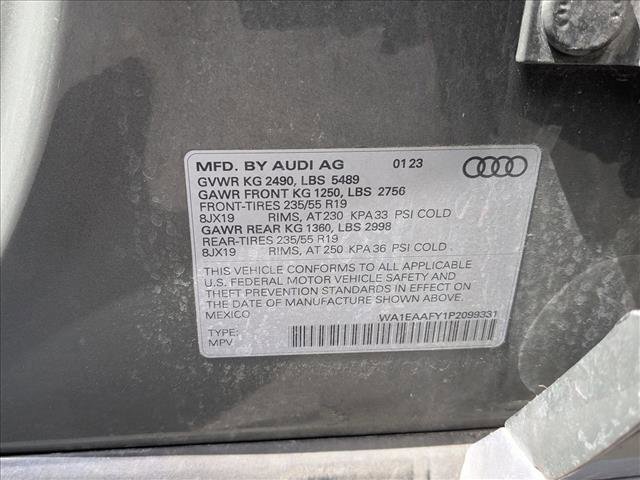 MFD. BY AUDI AG 01 23
GVWR KG 2490, LBS 5489
GAWR FRONT KG 1250, LBS 2756
FRONT-TIRES 235/55 R19
8JX19 RIMS, AT 230 KPA 33 PSI COLD
GAWR REAR KG 1360, LBS 2998
REAR-TIRES 235/55 R19
8JX19 RIMS, AT 250 KPA 36 PSI COLD
THIS VEHICLE CONFORMS TO ALL APPLICABLE
U.S. FEDERAL MOTOR VEHICLE SAFETY AND
THEFT PREVENTION STANDARDS IN EFFECT ON
THE DATE OF MANUFACTURE SHOWN ABOVE.
MEXICO WA1EAAFY1P2099331
TYPE:
MPV